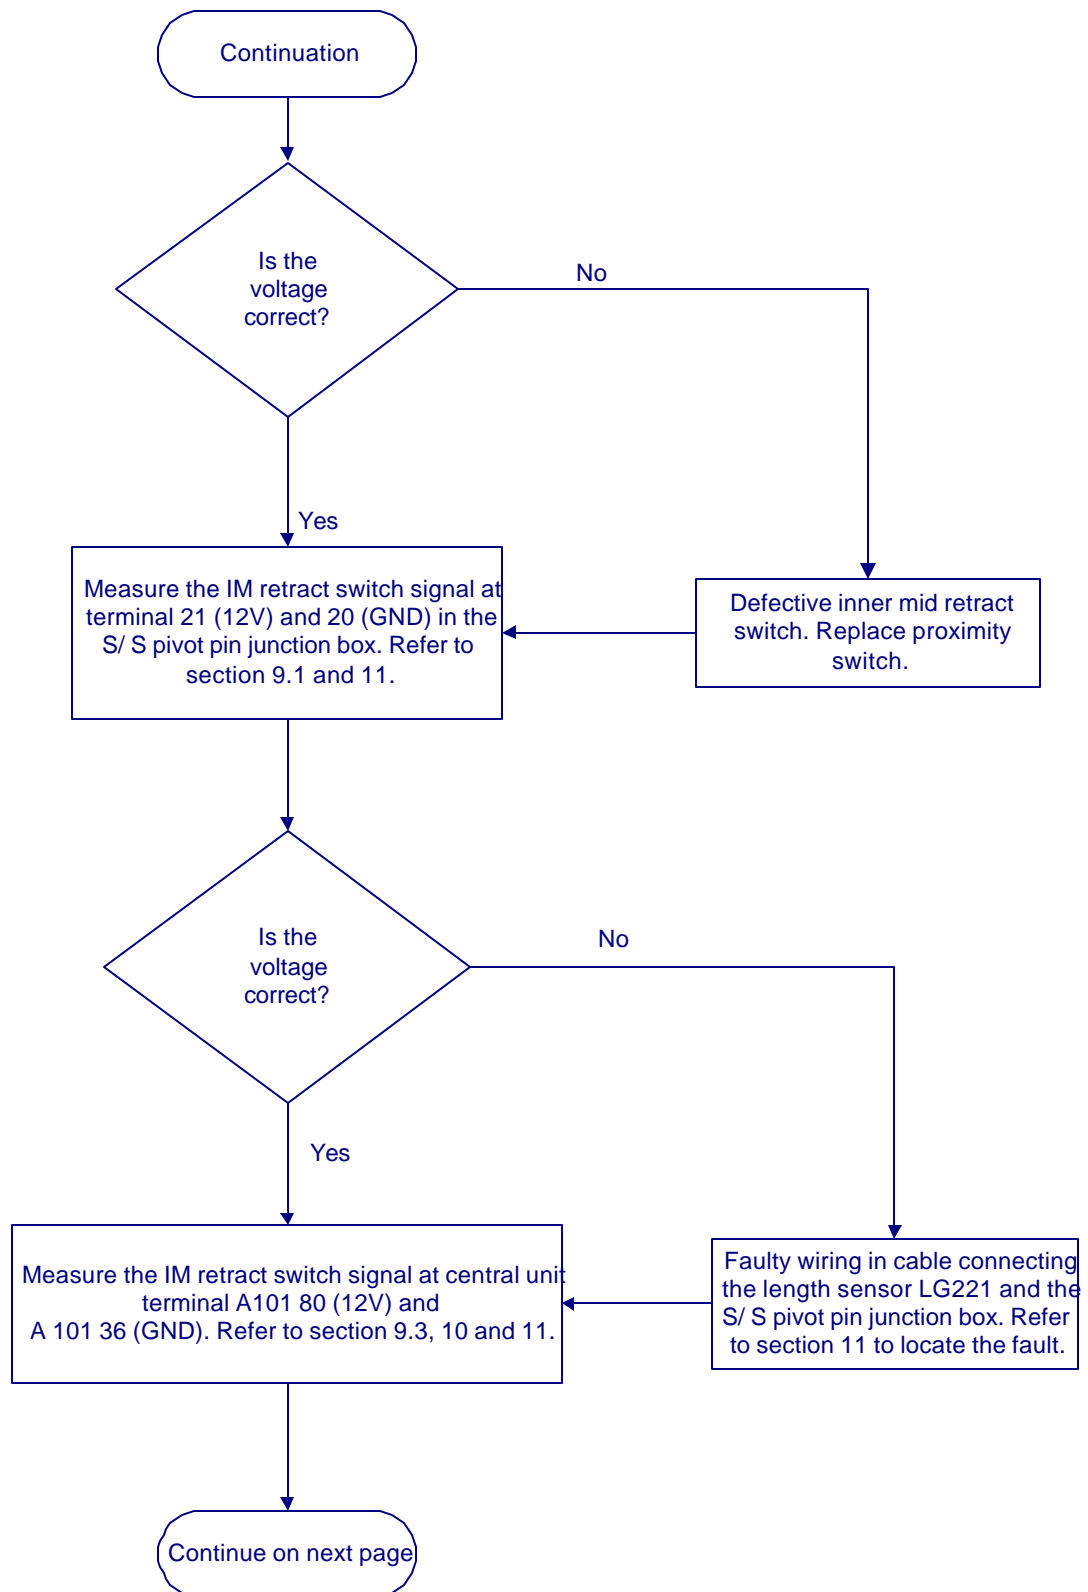 Continuation
Is the
voltage
correct?
No
Yes
Measure the IM retract switch signal at
terminal 21 (12V) and 20 (GND) in the
S/ S pivot pin junction box. Refer to
section 9.1 and 11.
Defective inner mid retract
switch. Replace proximity
switch.
Is the
voltage
correct?
No
Yes
Measure the IM retract switch signal at central unit
terminal A101 80 (12V) and
A 101 36 (GND). Refer to section 9.3, 10 and 11.
Faulty wiring in cable connecting
the length sensor LG221 and the
S/ S pivot pin junction box. Refer
to section 11 to locate the fault.
Continue on next page